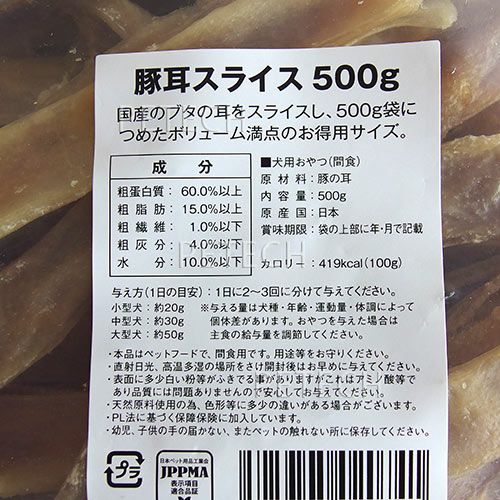 豚耳スライス 500g
国産のブタの耳をスライスし、500g袋に
つめたボリューム満点のお得用サイズ。
成分
粗蛋白質：60.0%以上
粗脂肪：15.0%以上
粗繊維：1.0%以下
粗灰分：4.0%以下
水分：10.0%以下
■犬用おやつ(間食)
原材料：豚の耳
内容量：500g
原産国：日本
賞味期限：袋の上部に年・月で記載
カロリー：419kcal(100g)
与え方(1日の目安)：1日に2〜3回に分けて与えてください。
小型犬：約20g
中型犬：約30g
大型犬：約50g
※与える量は犬種・年齢・運動量・体調によって
個体差があります。おやつを与えた場合は
主食の給与量を調節してください。
・本品はペットフードで、間食用です。用途等をお守りください。
・直射日光、高温多湿の場所をさけ開封後はお早めに与えてください。
・表面に多少白い粉等がふきでる事がありますがこれはアミノ酸等で
あり品質には問題ありませんので安心してお与えください。
・天然原料使用の為、色形等に多少の違いがある場合がございます。
・PL法に基づく保障保険に加入しています。
・幼児、子供の手の届かない、またペットの触れない所に保存してください。
プラ
日本ペット用品工業会
JPPMA
表示項目
適合品証